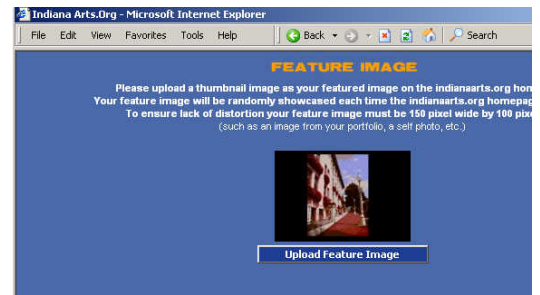 Indiana Arts.Org - Microsoft Internet Explorer
File Edit View Favorites Tools Help Back Search
FEATURE IMAGE
Please upload a thumbnail image as your featured image on the indianaarts.org hom
Your feature image will be randomly showcased each time the indianaarts.org homepag
To ensure lack of distortion your feature image must be 150 pixel wide by 100 pixe
(such as an image from your portfolio, a self photo, etc.)
Upload Feature Image